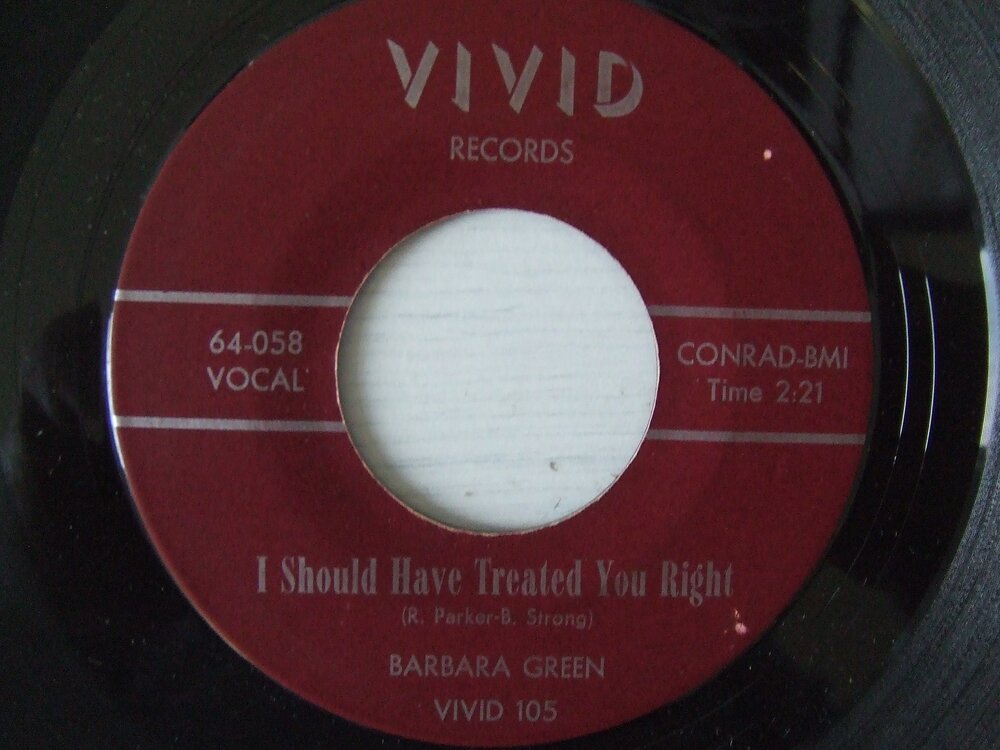 VIVID
RECORDS
64-058
VOCAL
CONRAD-BMI
Time 2:21
I Should Have Treated You Right
(R. Parker-B. Strong)
BARBARA GREEN
VIVID 105